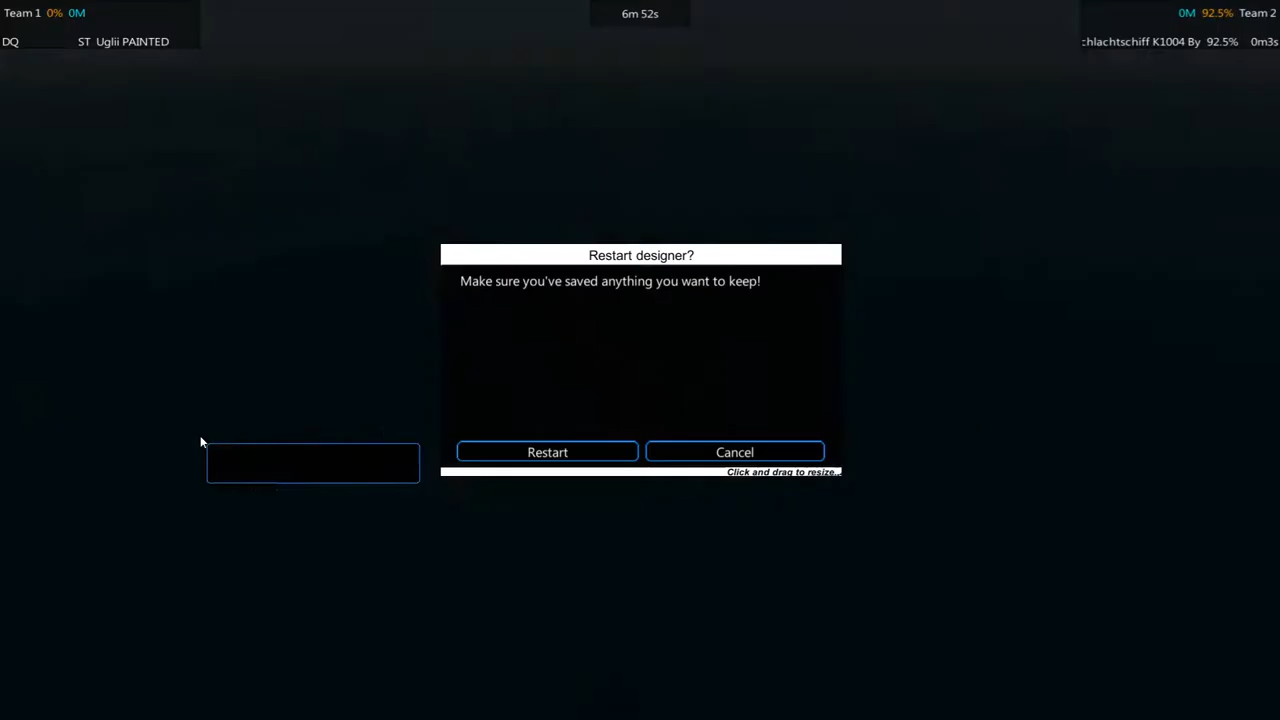 Team 1 0% 0M
6m 52s
0M 92.5% Team 2
DQ ST Uglii PAINTED
chlachtschiff K1004 By 92.5% 0m3s
Restart designer?
Make sure you've saved anything you want to keep!
Restart
Cancel
Click and drag to resize...